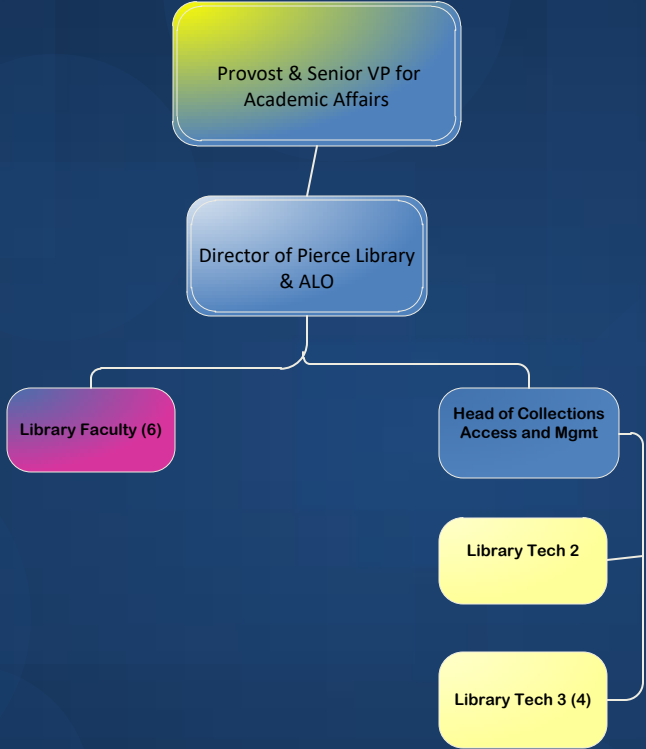 Provost & Senior VP for
Academic Affairs
Director of Pierce Library
& ALO
Library Faculty (6)
Head of Collections
Access and Mgmt
Library Tech 2
Library Tech 3 (4)